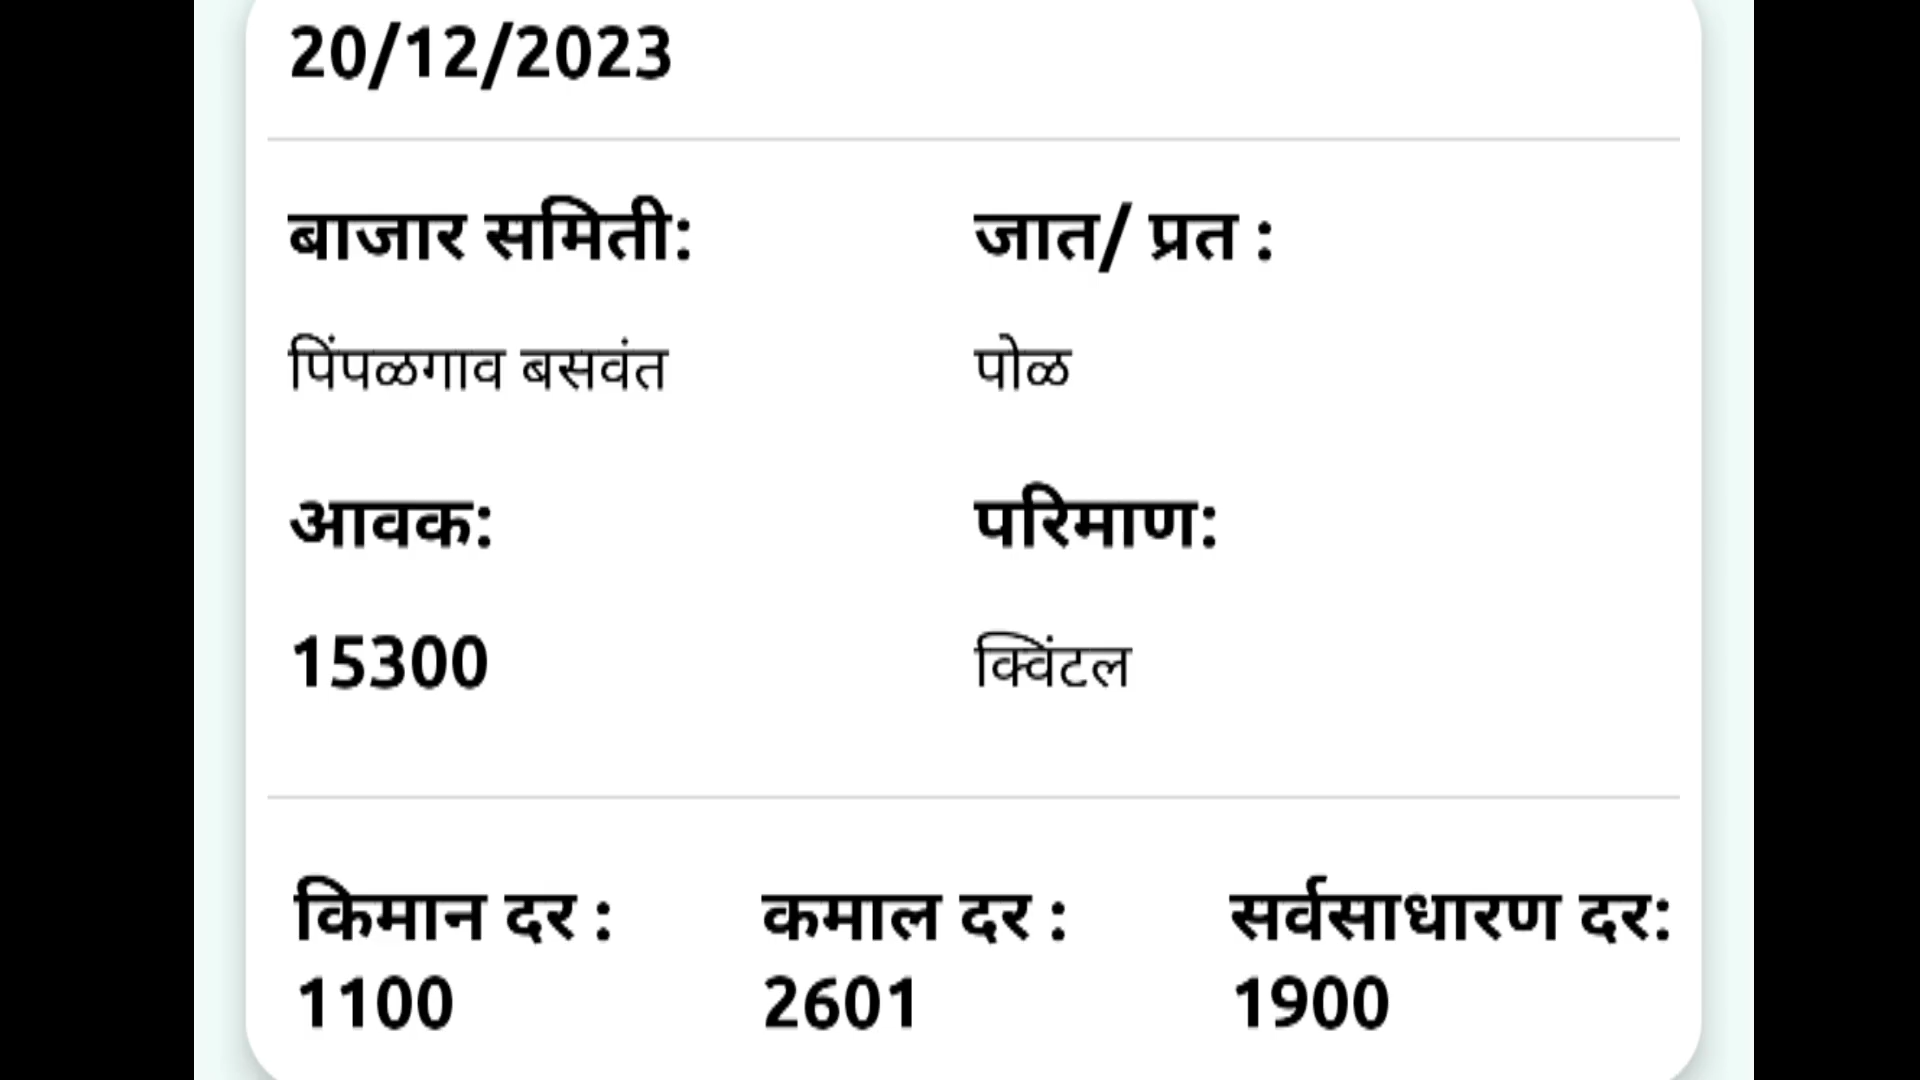 20/12/2023
बाजार समिती: जात/ प्रत :
पिंपळगाव बसवंत पोळ
आवक: परिमाण:
15300 क्विंटल
किमान दर : कमाल दर : सर्वसाधारण दर:
1100 2601 1900